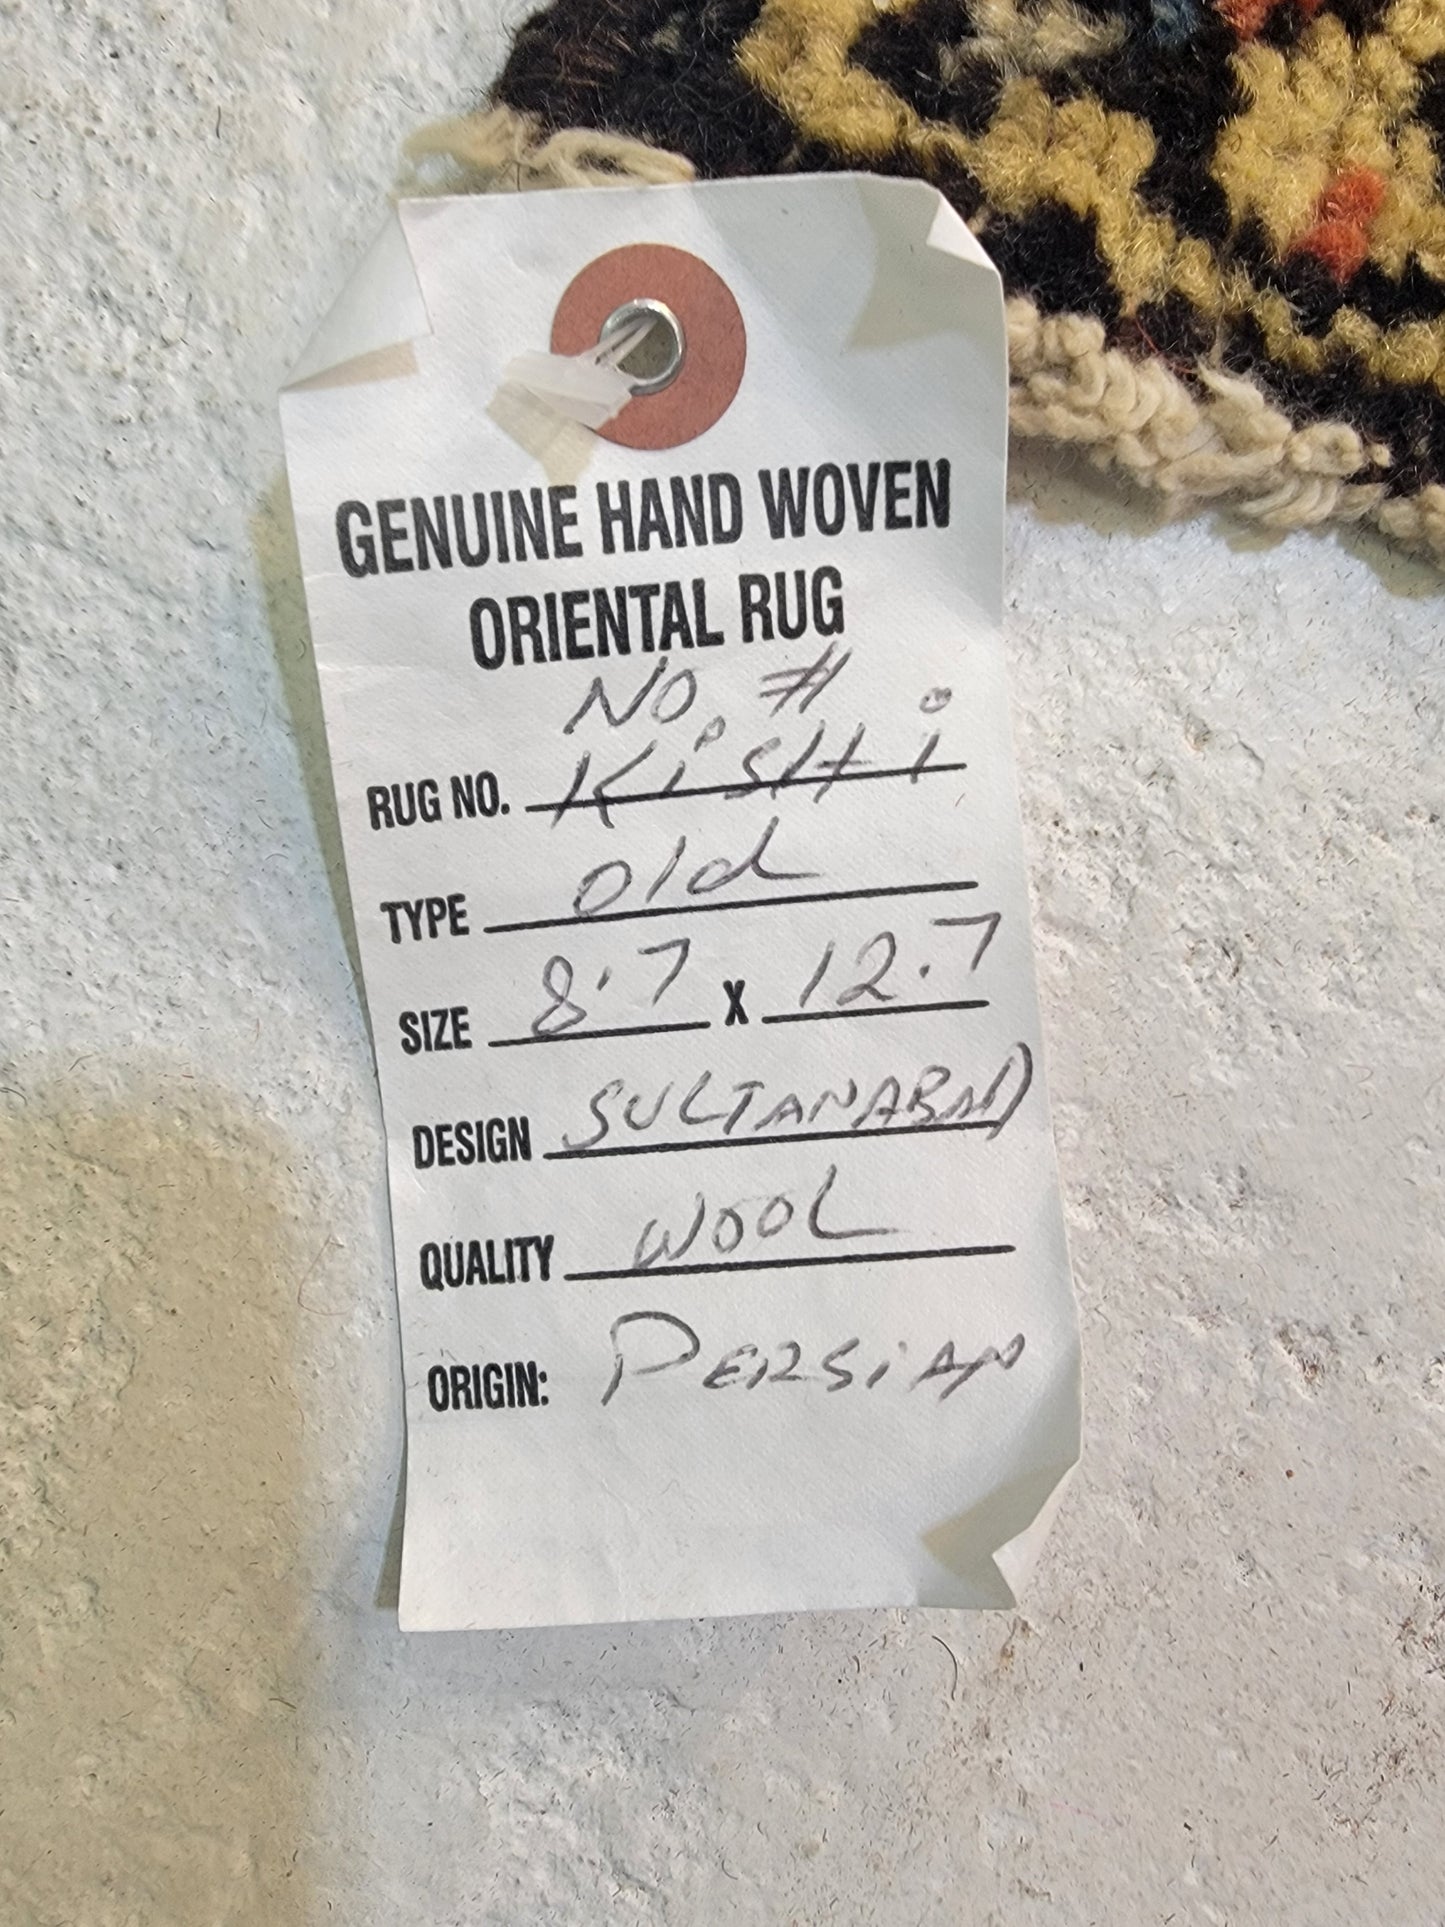 GENUINE HAND WOVEN
ORIENTAL RUG
NO. #
RUG NO. KiSHi
TYPE old
SIZE 8.7 X 12.7
DESIGN SULTANABAD
QUALITY WOOL
ORIGIN: PERSiAN